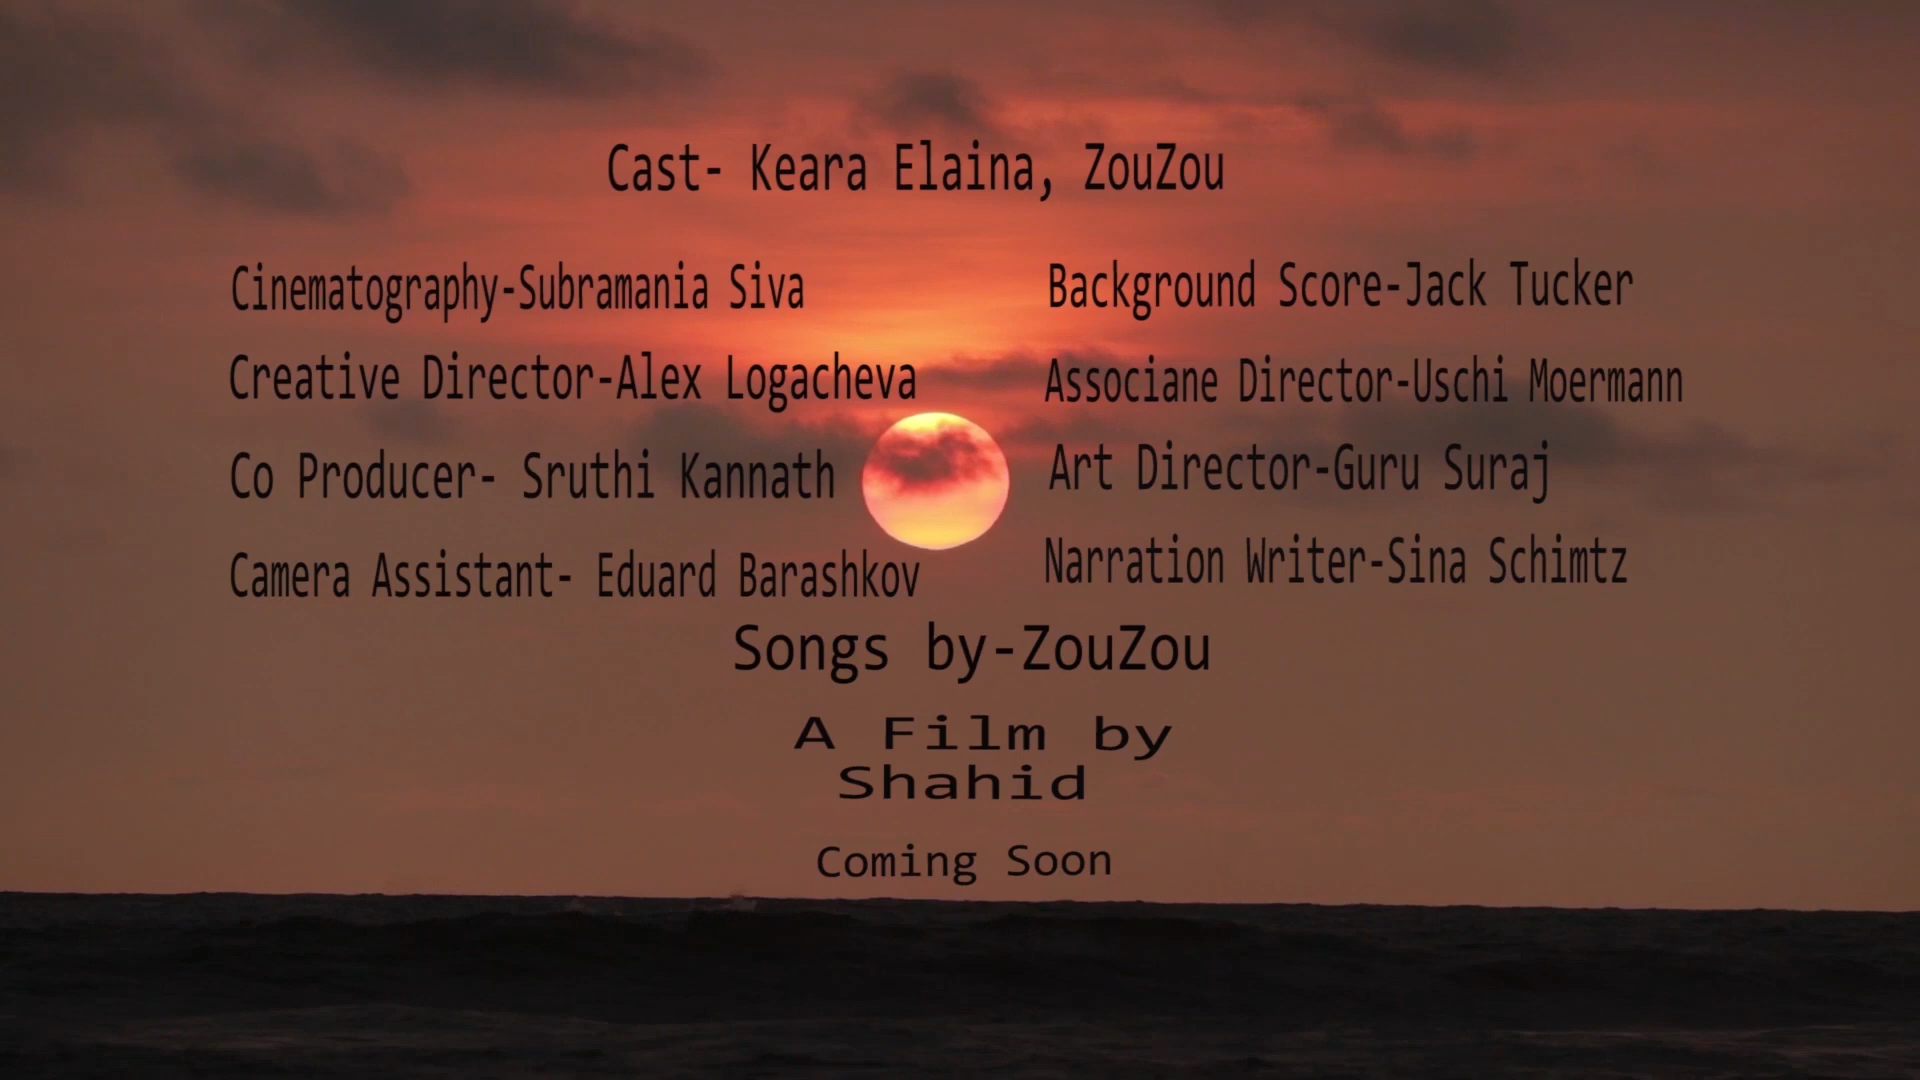 Cast- Keara Elaina, ZouZou
Cinematography-Subramania Siva
Background Score-Jack Tucker
Creative Director-Alex Logacheva
Associane Director-Uschi Moermann
Co Producer- Sruthi Kannath
Art Director-Guru Suraj
Camera Assistant- Eduard Barashkov
Narration Writer-Sina Schimtz
Songs by-ZouZou
A Film by
Shahid
Coming Soon